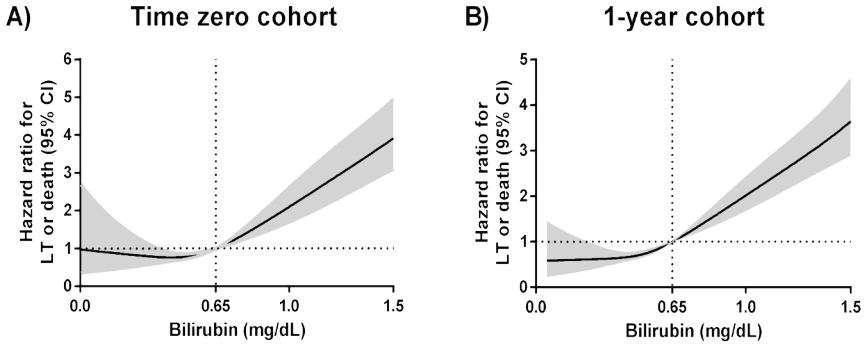 A) Time zero cohort
Hazard ratio for
LT or death (95% CI)
6
5
4
3
2
1
0
0.0 0.65 1.0 1.5
Bilirubin (mg/dL)
B) 1-year cohort
Hazard ratio for
LT or death (95% CI)
5
4
3
2
1
0
0.0 0.65 1.0 1.5
Bilirubin (mg/dL)